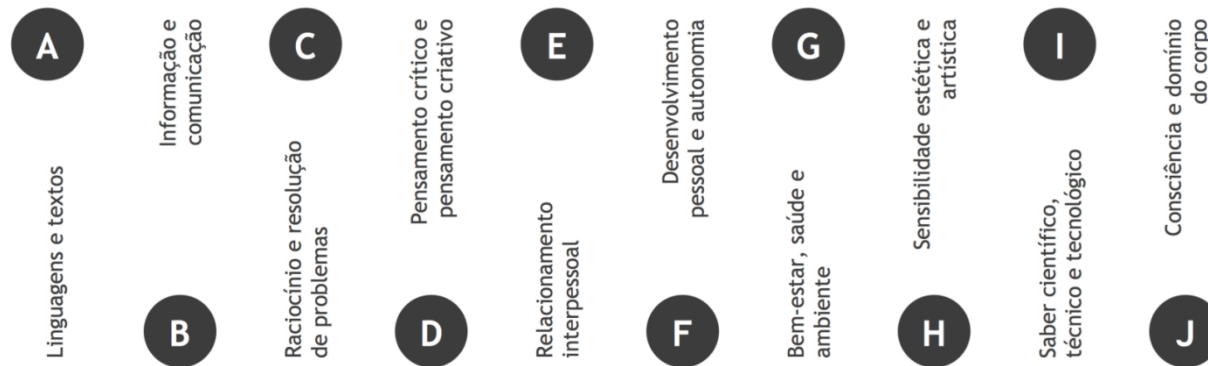 A
Linguagens e textos
B
Informação e
comunicação
C
Raciocínio e resolução
de problemas
D
Pensamento crítico e
pensamento criativo
E
Relacionamento
interpessoal
F
Desenvolvimento
pessoal e autonomia
G
Bem-estar, saúde e
ambiente
H
Sensibilidade estética e
artística
I
Saber científico,
técnico e tecnológico
J
Consciência e domínio
do corpo